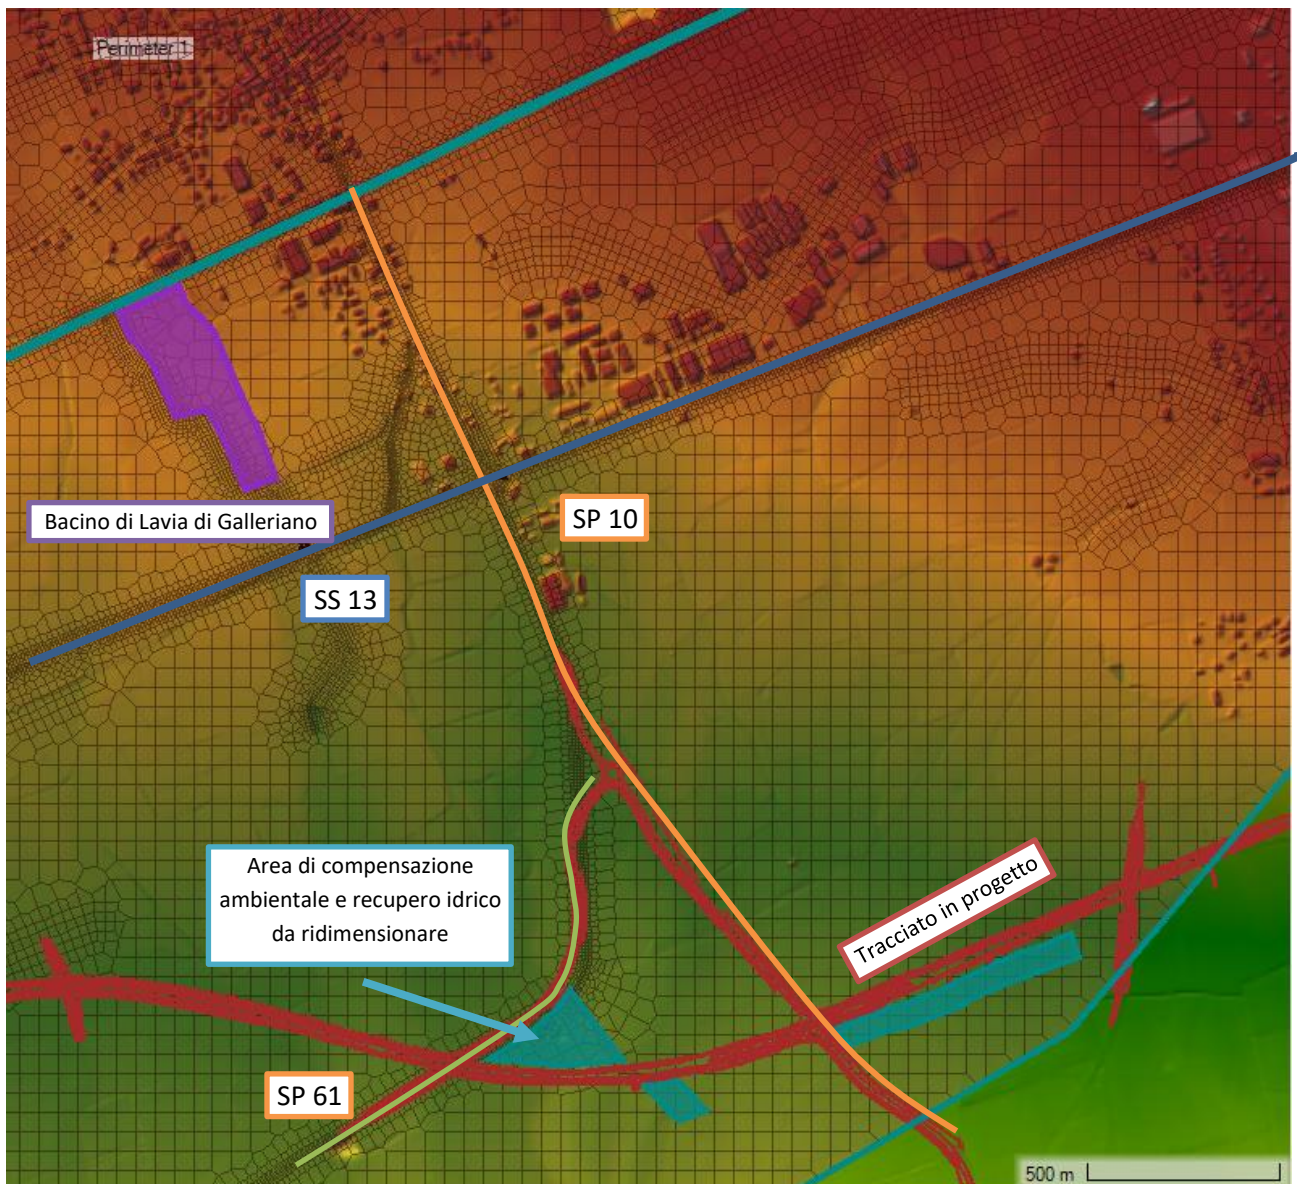 Perimeter 1
Bacino di Lavia di Galleriano
SP 10
SS 13
Area di compensazione
ambientale e recupero idrico
da ridimensionare
Tracciato in progetto
SP 61
500 m